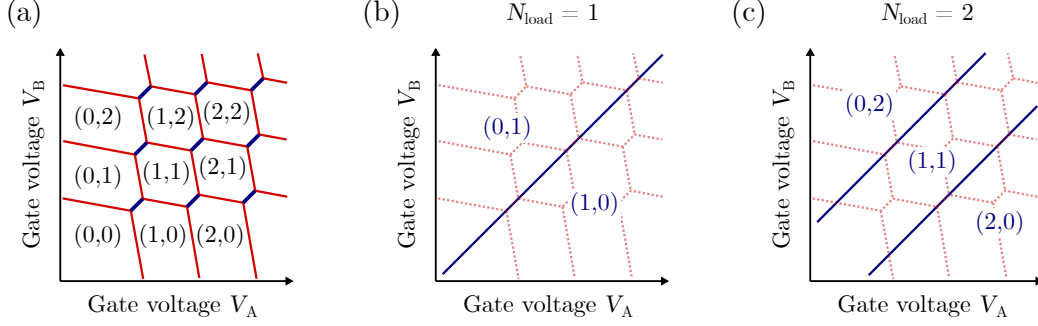 (a)
Gate voltage V_B
(0,2)
(1,2)
(2,2)
(0,1)
(1,1)
(2,1)
(0,0)
(1,0)
(2,0)
Gate voltage V_A
(b)
N_load = 1
Gate voltage V_B
(0,1)
(1,0)
Gate voltage V_A
(c)
N_load = 2
Gate voltage V_B
(0,2)
(1,1)
(2,0)
Gate voltage V_A